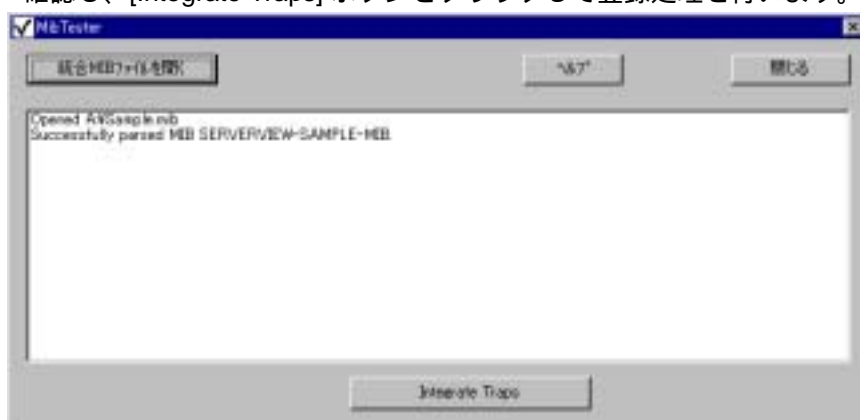 確認し、[Integrate Traps] ボタンをクリックして登録処理を行います。
MibTester
統合MIBファイルを開く
ヘルプ
閉じる
Opened A:¥Sample.mib
Successfully parsed MIB SERVERVIEW-SAMPLE-MIB.
Integrate Traps